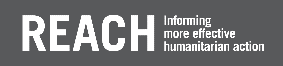 REACH
Informing
more effective
humanitarian action